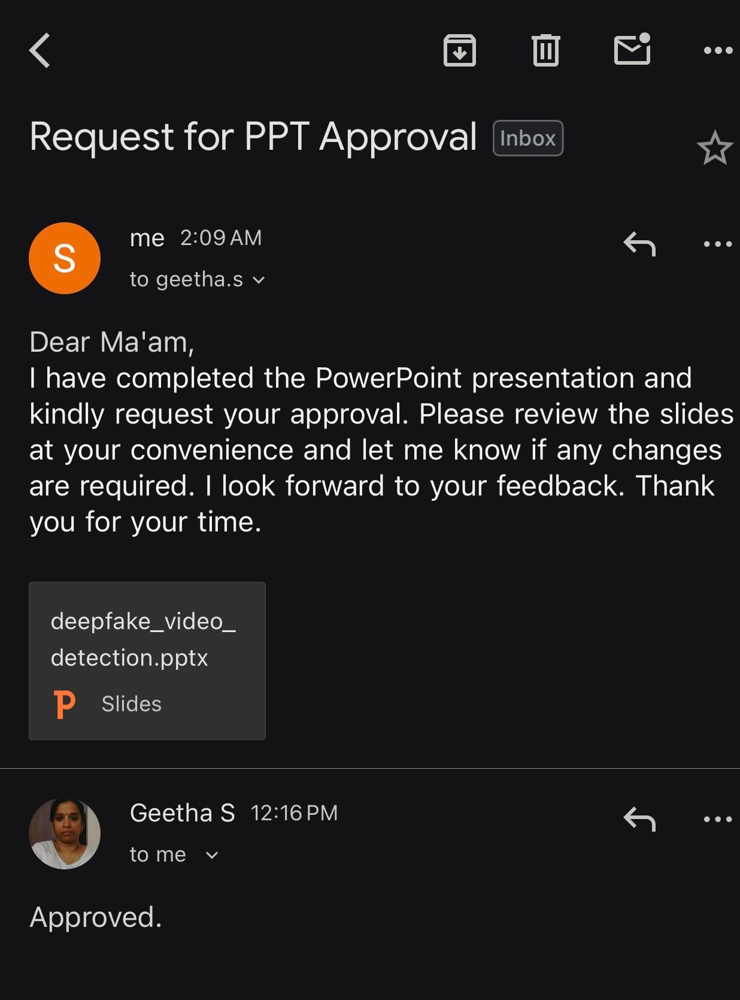 Request for PPT Approval Inbox
S
me 2:09 AM
to geetha.s
Dear Ma'am,
I have completed the PowerPoint presentation and
kindly request your approval. Please review the slides
at your convenience and let me know if any changes
are required. I look forward to your feedback. Thank
you for your time.
deepfake_video_
detection.pptx
P Slides
Geetha S 12:16 PM
to me
Approved.